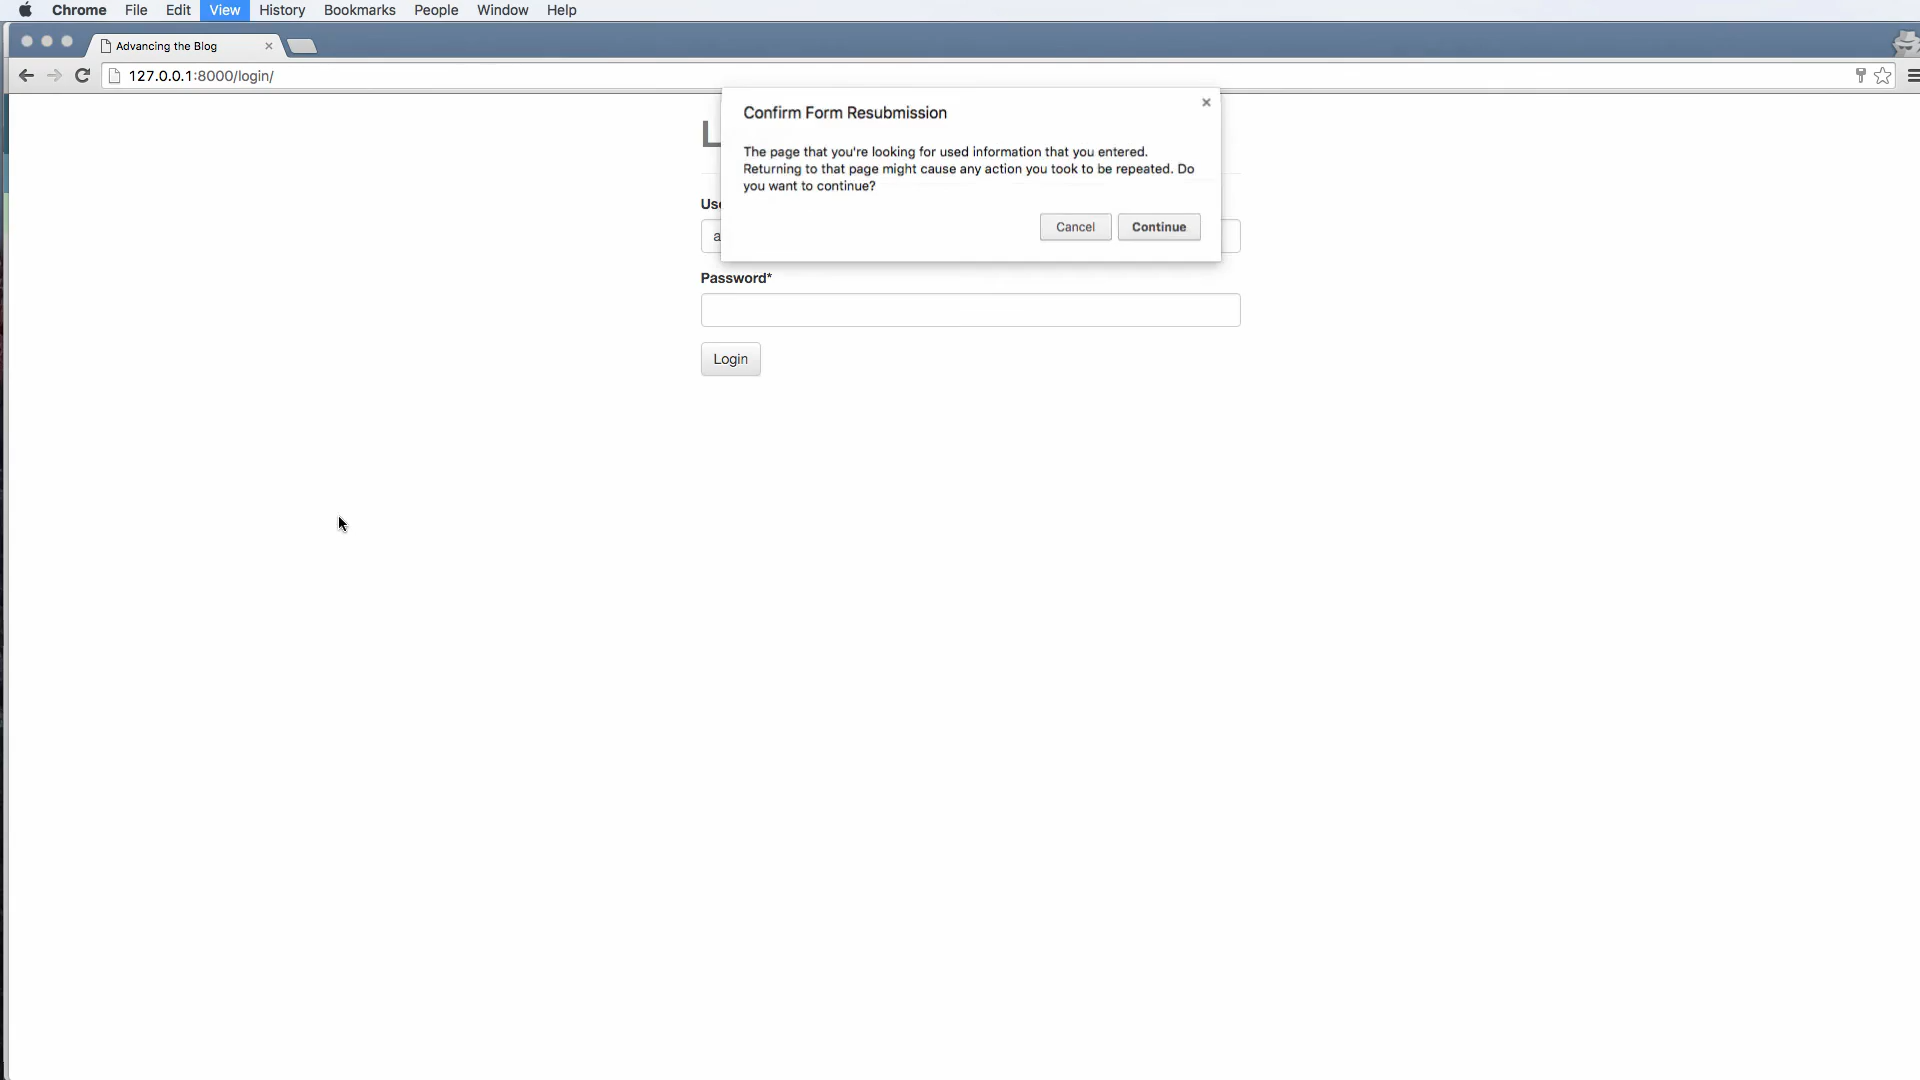 Chrome File Edit View History Bookmarks People Window Help
Advancing the Blog
127.0.0.1:8000/login/
Confirm Form Resubmission
The page that you're looking for used information that you entered.
Returning to that page might cause any action you took to be repeated. Do
you want to continue?
Cancel Continue
Password*
Login